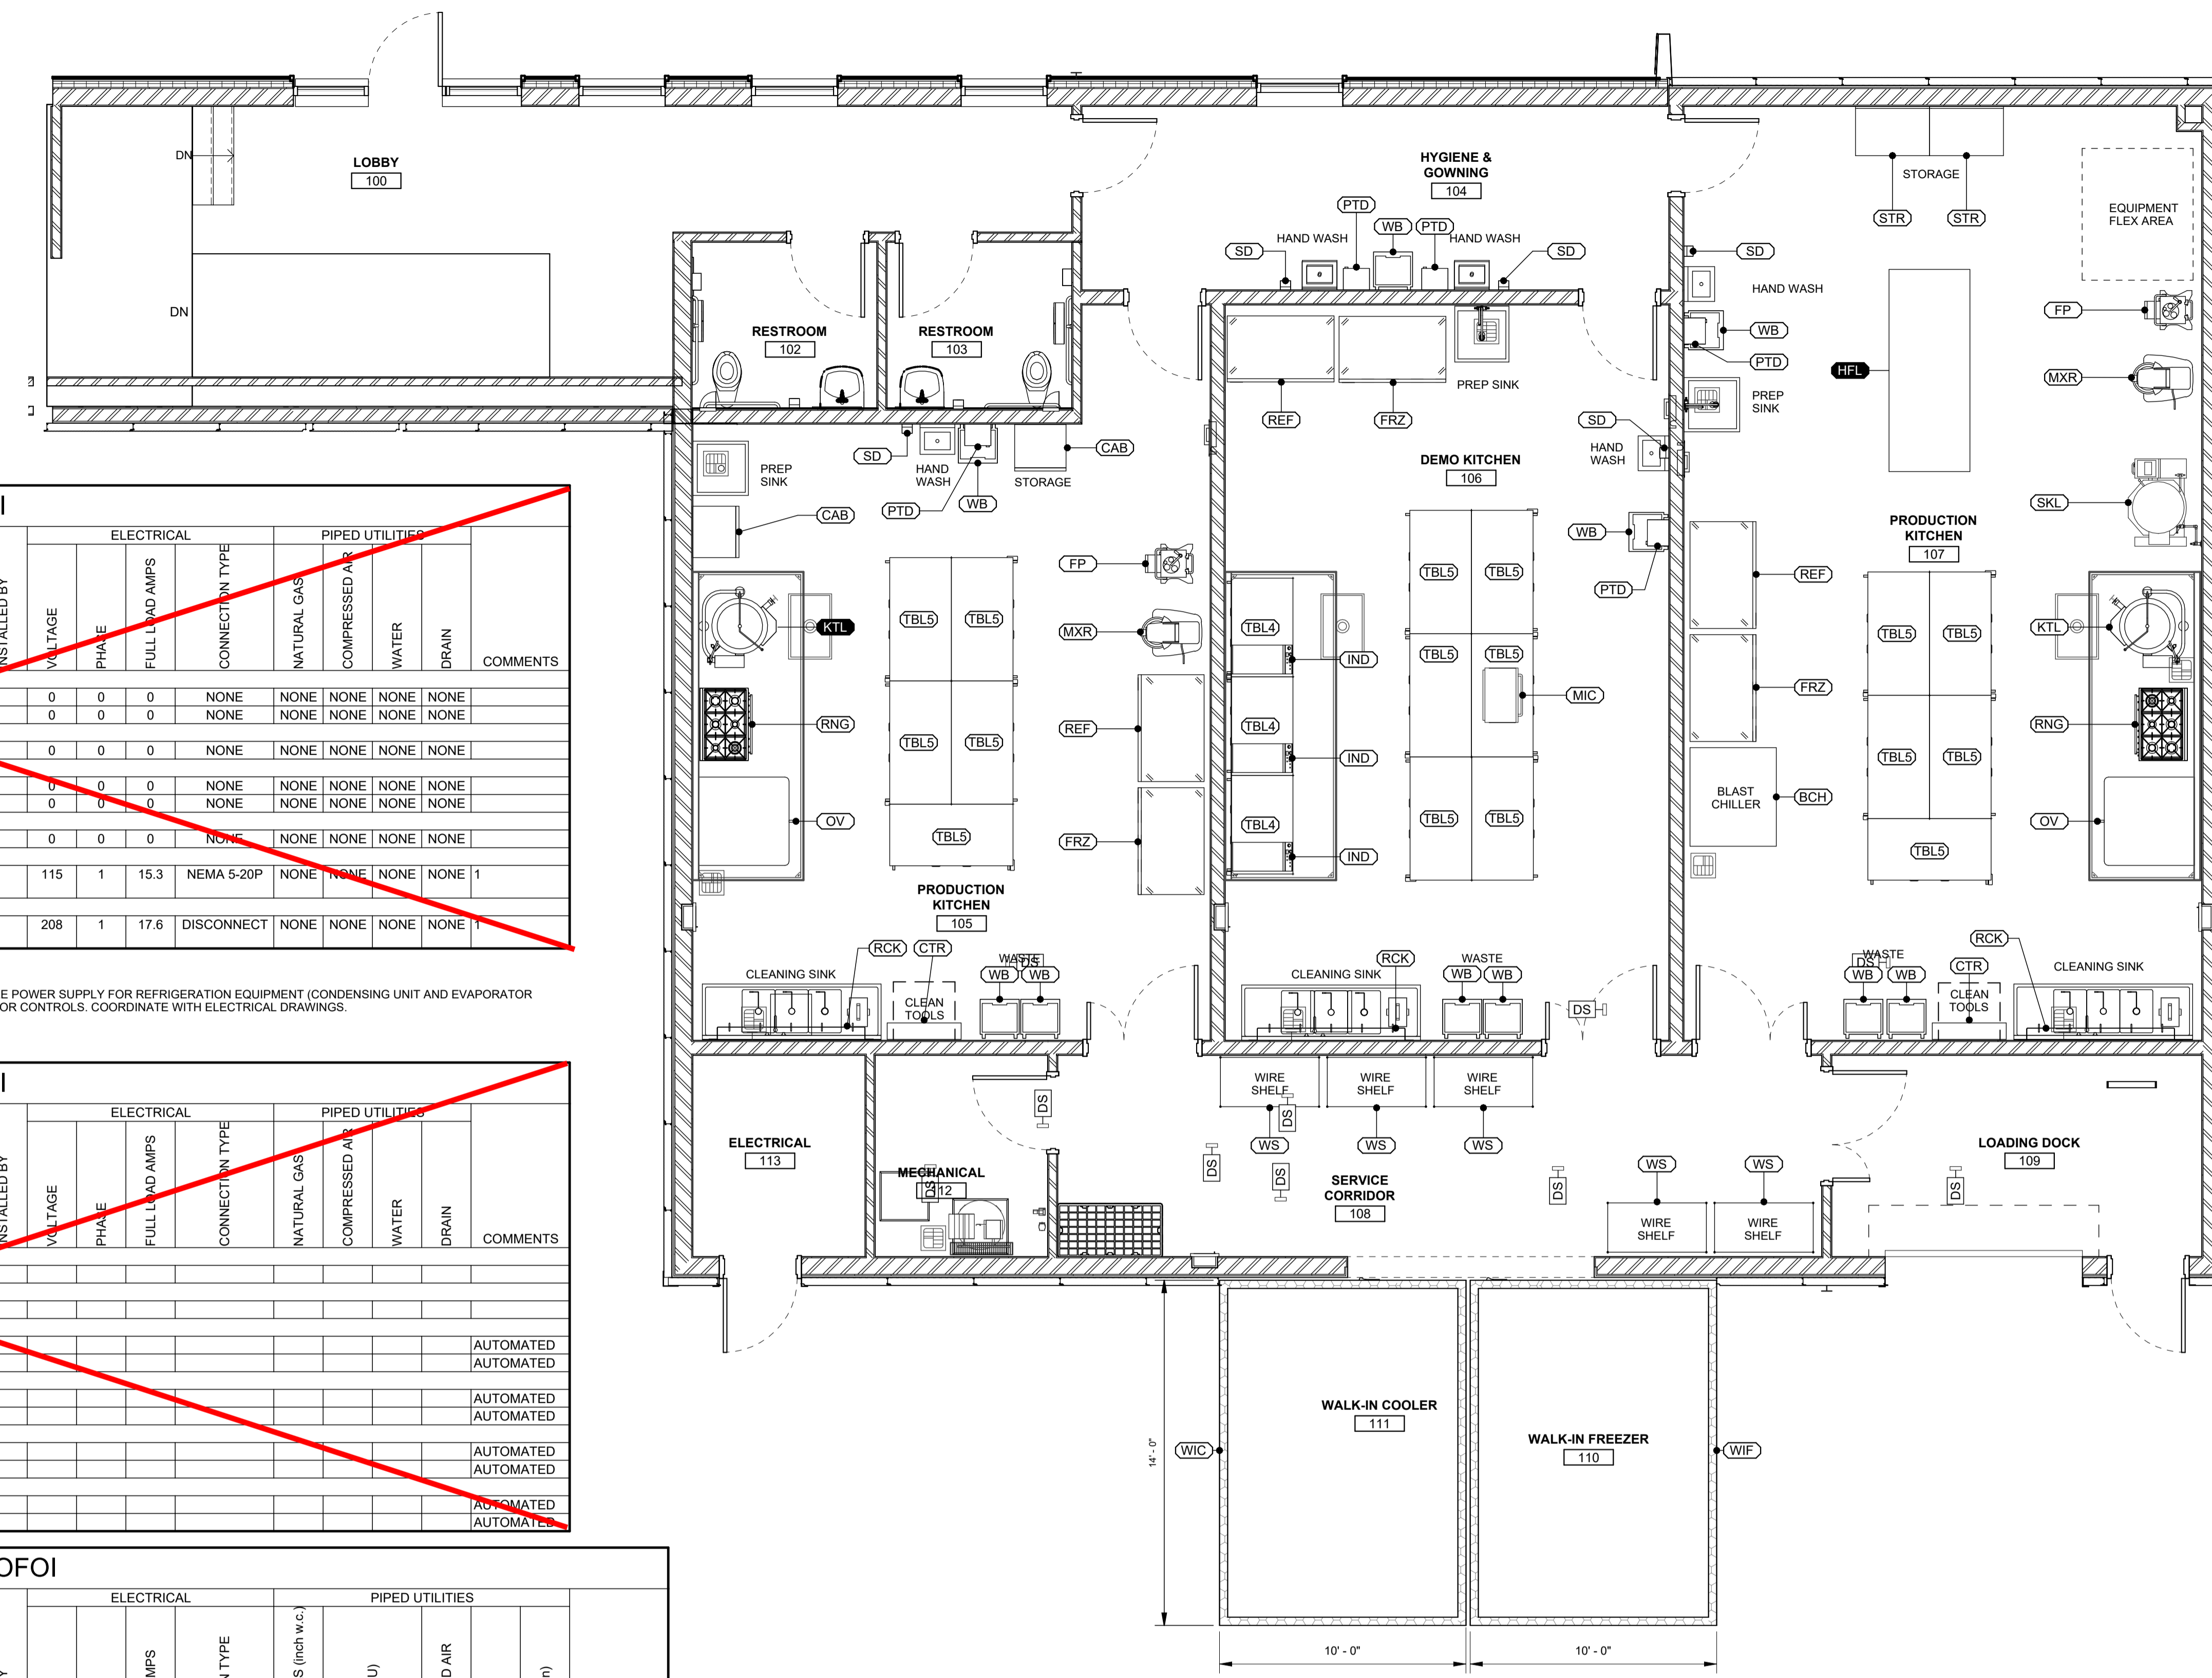 LOBBY
100
DN
DN
HYGIENE &
GOWNING
104
PTD
WB
PTD
HAND WASH
HAND WASH
SD
SD
STORAGE
STR
STR
EQUIPMENT
FLEX AREA
SD
HAND WASH
WB
PTD
FP
HFL
MXR
PREP
SINK
RESTROOM
102
RESTROOM
103
PREP SINK
REF
FRZ
SD
HAND
WASH
SD
HAND
WASH
PREP
SINK
CAB
STORAGE
CAB
PTD
WB
DEMO KITCHEN
106
WB
PTD
SKL
PRODUCTION
KITCHEN
107
FP
MXR
KTL
RNG
REF
OV
FRZ
TBL5
TBL5
TBL5
TBL5
TBL5
PRODUCTION
KITCHEN
105
TBL4
IND
TBL4
IND
TBL4
IND
TBL5
TBL5
TBL5
TBL5
MIC
TBL5
TBL5
REF
FRZ
BLAST
CHILLER
BCH
TBL5
TBL5
TBL5
TBL5
TBL5
KTL
RNG
OV
CLEANING SINK
RCK
CTR
CLEAN
TOOLS
WASTE
DS
WB
WB
CLEANING SINK
RCK
WASTE
WB
WB
DS
WASTE
DS
WB
WB
CTR
CLEAN
TOOLS
RCK
CLEANING SINK
ELECTRICAL
113
MECHANICAL
112
DS
DS
WIRE
SHELF
WIRE
SHELF
WIRE
SHELF
DS
WS
WS
WS
DS
DS
SERVICE
CORRIDOR
108
DS
WS
WS
WIRE
SHELF
WIRE
SHELF
LOADING DOCK
109
DS
WALK-IN COOLER
111
WALK-IN FREEZER
110
WIC
WIF
14' - 0"
10' - 0"
10' - 0"
I
ELECTRICAL PIPED UTILITIES
VOLTAGE PHASE FULL LOAD AMPS CONNECTION TYPE NATURAL GAS COMPRESSED AIR WATER DRAIN COMMENTS
0 0 0 NONE NONE NONE NONE NONE
0 0 0 NONE NONE NONE NONE NONE
0 0 0 NONE NONE NONE NONE NONE
0 0 0 NONE NONE NONE NONE NONE
0 0 0 NONE NONE NONE NONE NONE
0 0 0 NONE NONE NONE NONE NONE
115 1 15.3 NEMA 5-20P NONE NONE NONE NONE 1
208 1 17.6 DISCONNECT NONE NONE NONE NONE 1
E POWER SUPPLY FOR REFRIGERATION EQUIPMENT (CONDENSING UNIT AND EVAPORATOR
OR CONTROLS. COORDINATE WITH ELECTRICAL DRAWINGS.
I
ELECTRICAL PIPED UTILITIES
VOLTAGE PHASE FULL LOAD AMPS CONNECTION TYPE NATURAL GAS COMPRESSED AIR WATER DRAIN COMMENTS
AUTOMATED
AUTOMATED
AUTOMATED
AUTOMATED
AUTOMATED
AUTOMATED
AUTOMATED
AUTOMATED
OFOI
ELECTRICAL PIPED UTILITIES
MPS TYPE S (inch w.c.) U) D AIR n)